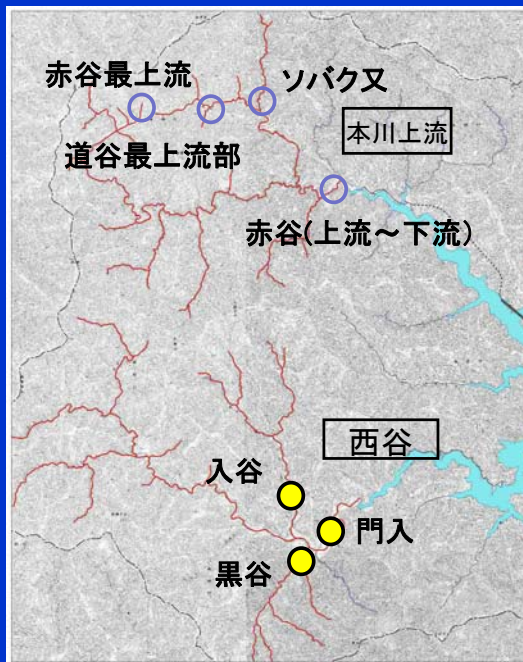 赤谷最上流
ソバク又
本川上流
道谷最上流部
赤谷(上流～下流)
西谷
入谷
門入
黒谷